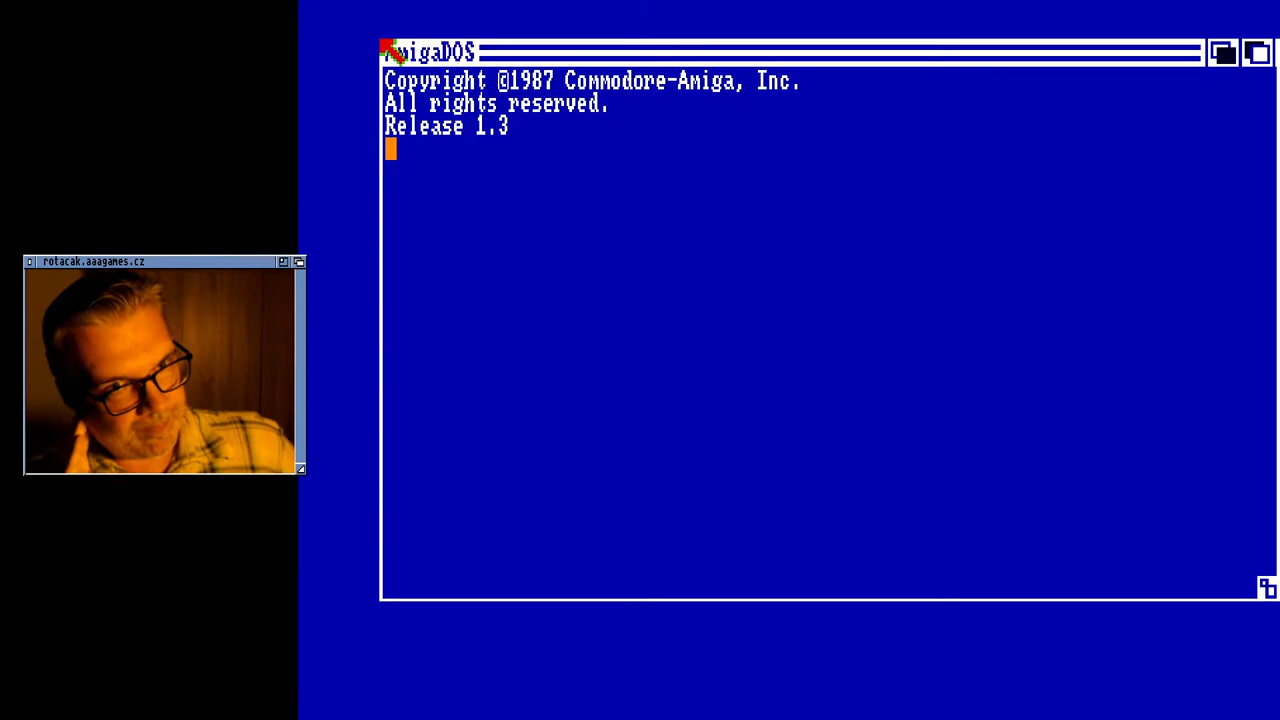 AmigaDOS
Copyright ©1987 Commodore-Amiga, Inc.
All rights reserved.
Release 1.3
rotacak.aaagames.cz